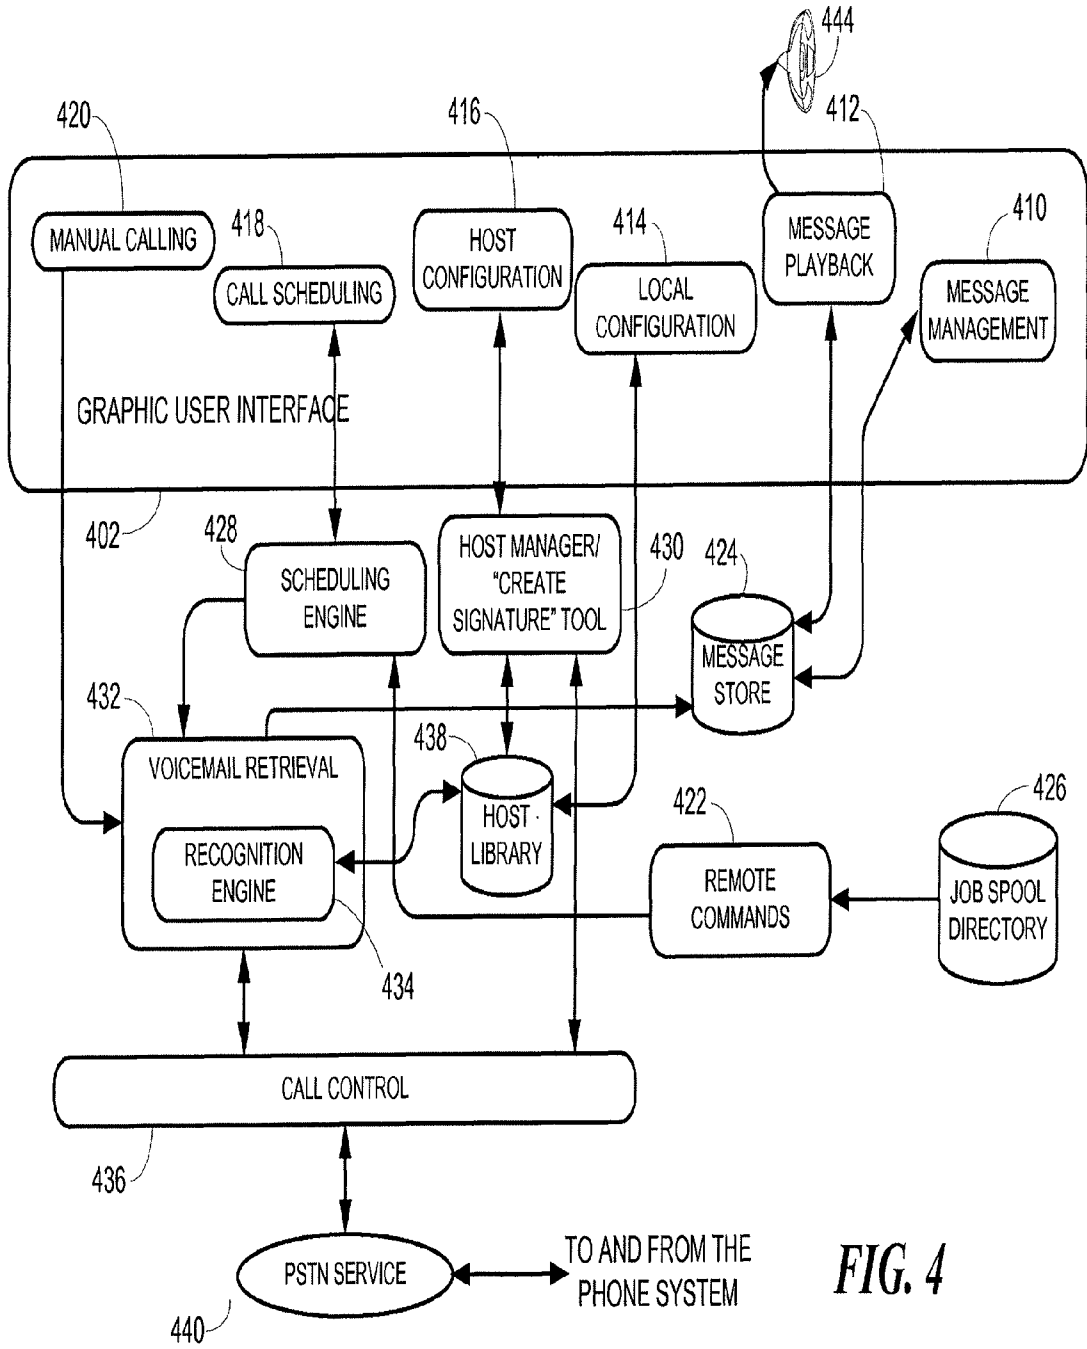 444
420
416
412
MANUAL CALLING
418
CALL SCHEDULING
HOST
CONFIGURATION
414
LOCAL
CONFIGURATION
MESSAGE
PLAYBACK
410
MESSAGE
MANAGEMENT
GRAPHIC USER INTERFACE
402
428
SCHEDULING
ENGINE
HOST MANAGER/
"CREATE
SIGNATURE" TOOL
430
424
MESSAGE
STORE
432
VOICEMAIL RETRIEVAL
RECOGNITION
ENGINE
434
438
HOST
LIBRARY
422
REMOTE
COMMANDS
426
JOB SPOOL
DIRECTORY
CALL CONTROL
436
PSTN SERVICE
440
TO AND FROM THE
PHONE SYSTEM
FIG. 4